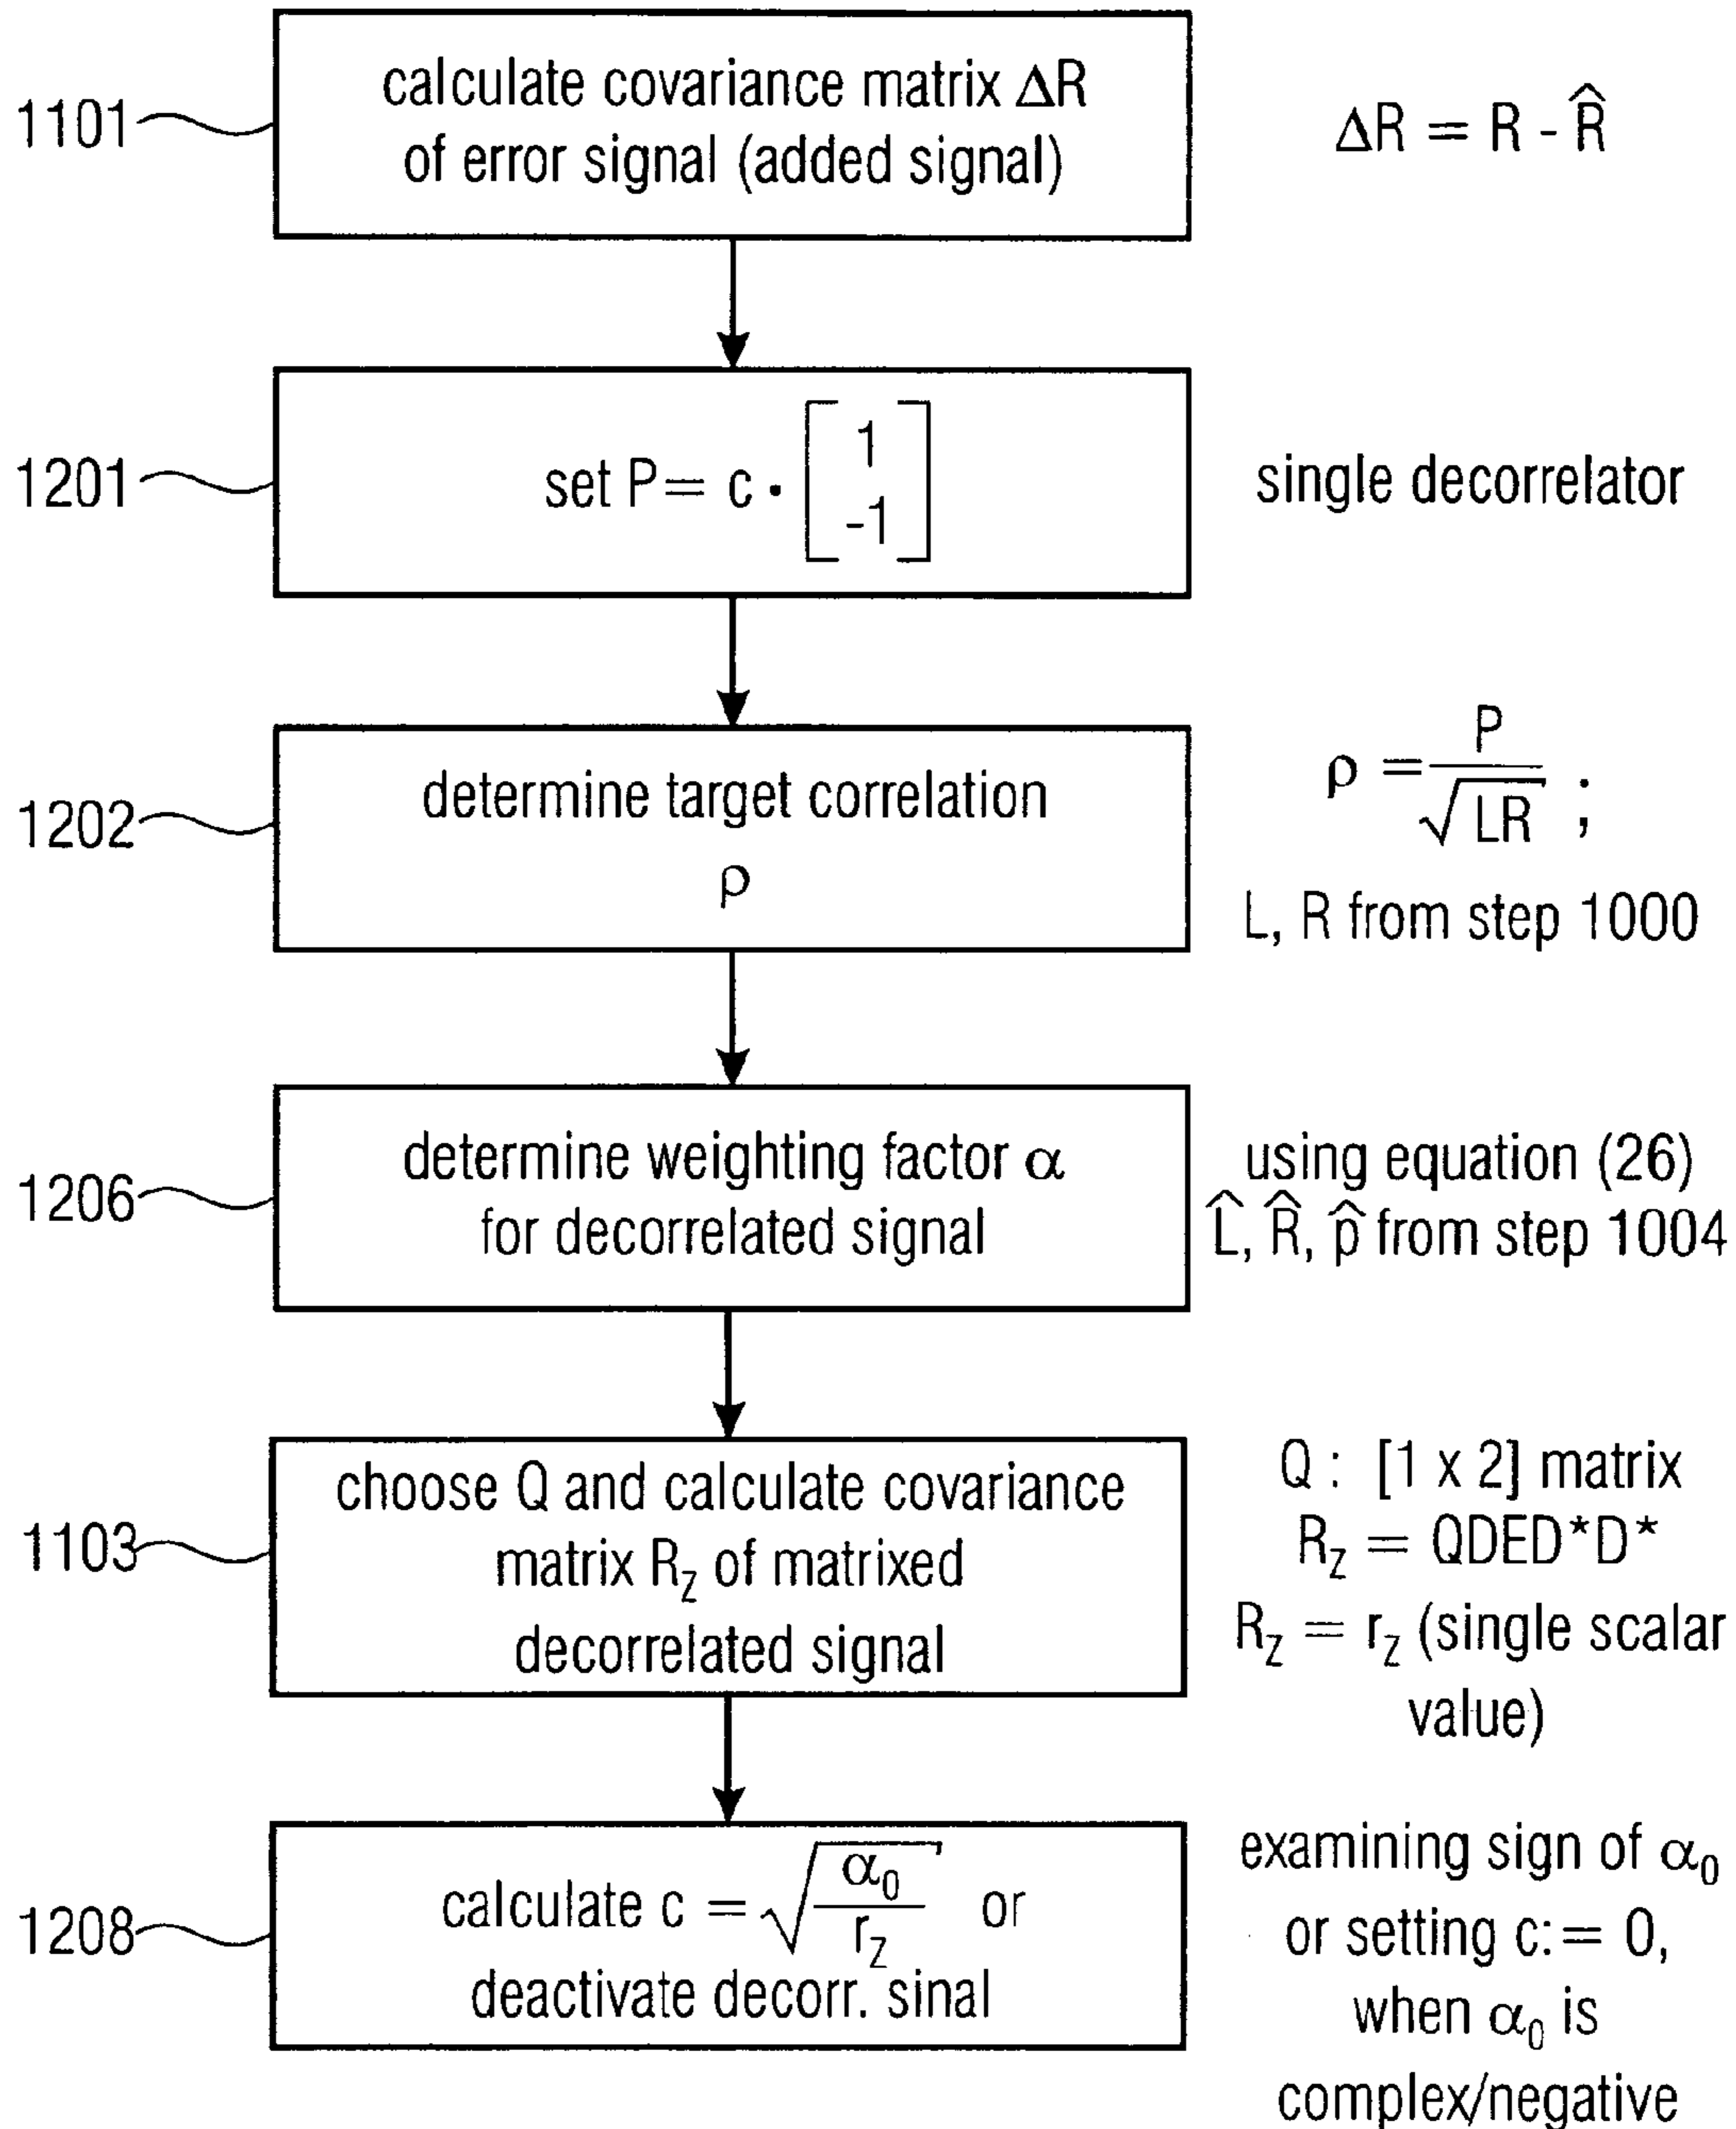 1101
calculate covariance matrix ΔR
of error signal (added signal)
ΔR = R - R̂
1201
set P = c · [ 1
-1 ]
single decorrelator
1202
determine target correlation
ρ
ρ = P / √LR ;
L, R from step 1000
1206
determine weighting factor α
for decorrelated signal
using equation (26)
L̂, R̂, p̂ from step 1004
1103
choose Q and calculate covariance
matrix R_z of matrixed
decorrelated signal
Q : [1 x 2] matrix
R_z = QDED*D*
R_z = r_z (single scalar
value)
1208
calculate c = √(α₀ / r_z) or
deactivate decorr. sinal
examining sign of α₀
or setting c:= 0,
when α₀ is
complex/negative